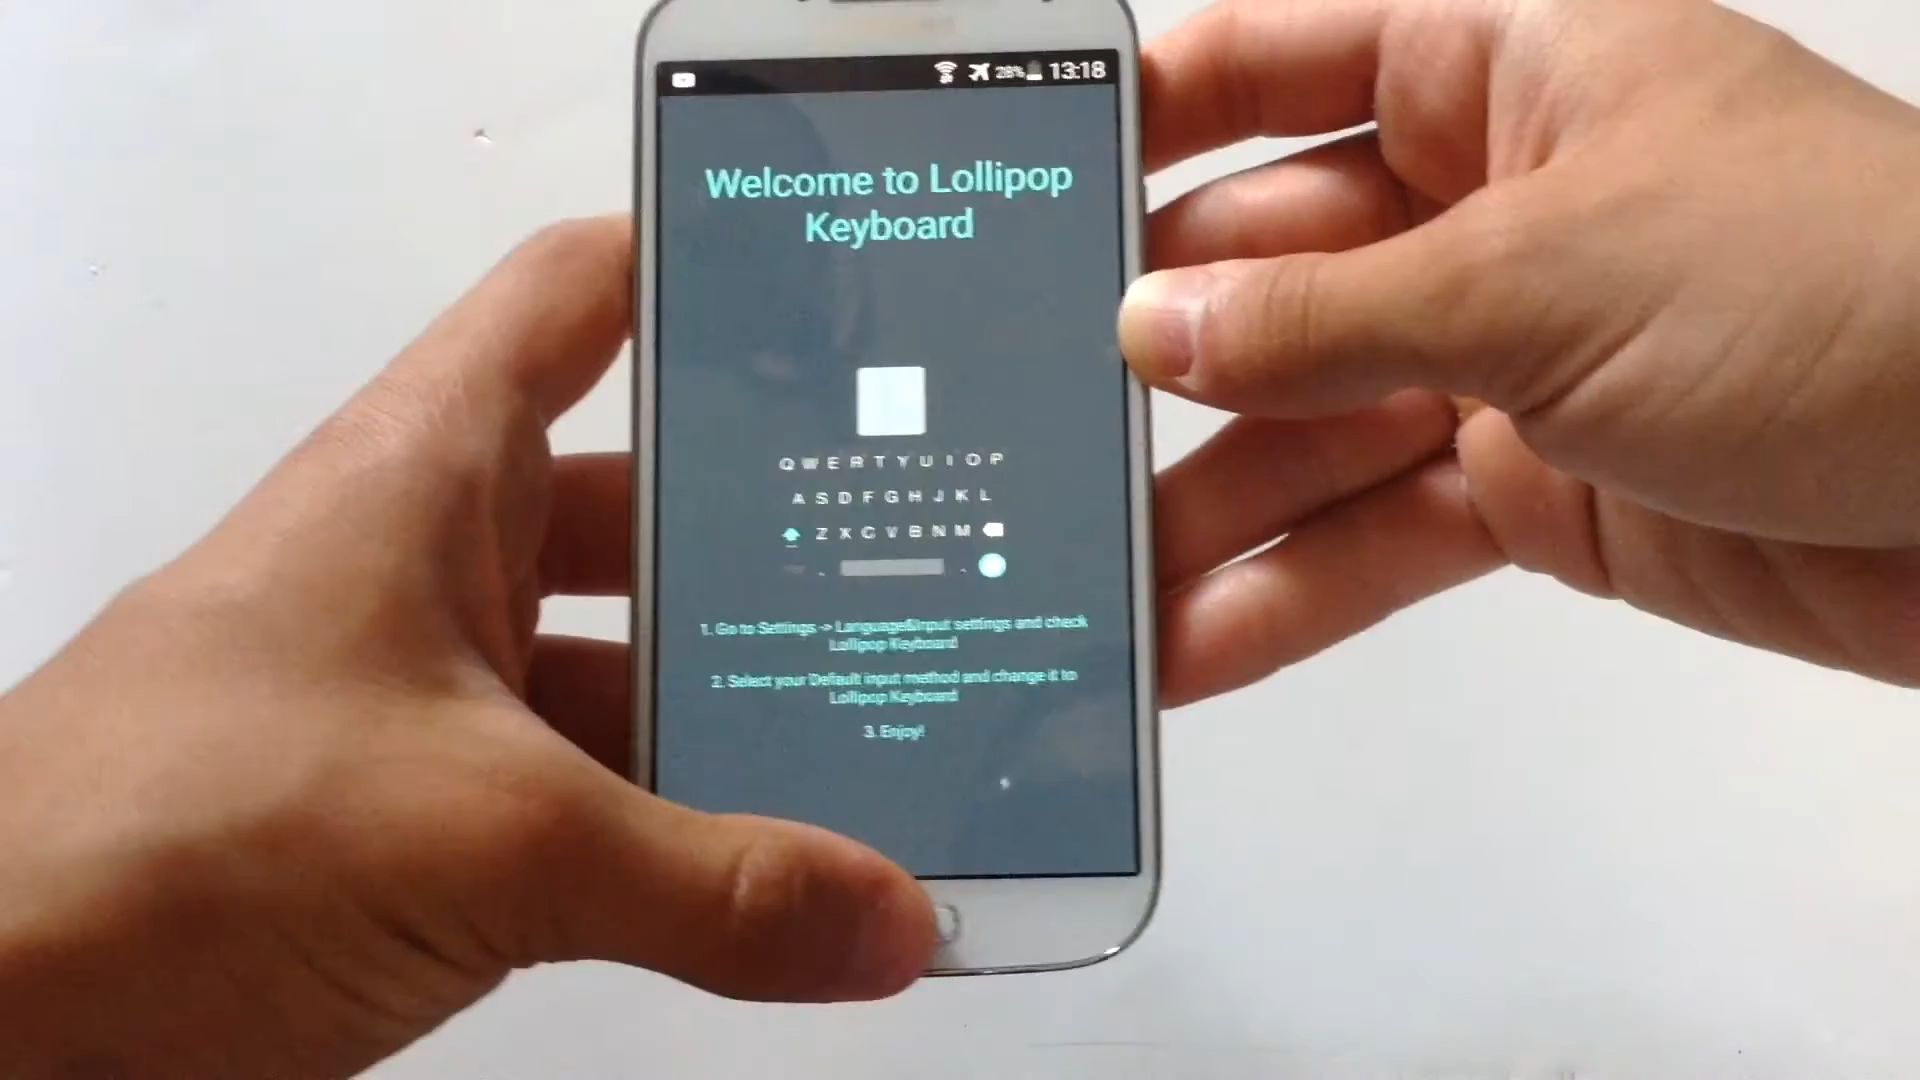 28% 13:18
Welcome to Lollipop
Keyboard
Q W E R T Y U I O P
A S D F G H J K L
Z X C V B N M
1. Go to Settings -> Language&Input settings and check
Lollipop Keyboard
2. Select your Default input method and change it to
Lollipop Keyboard
3. Enjoy!